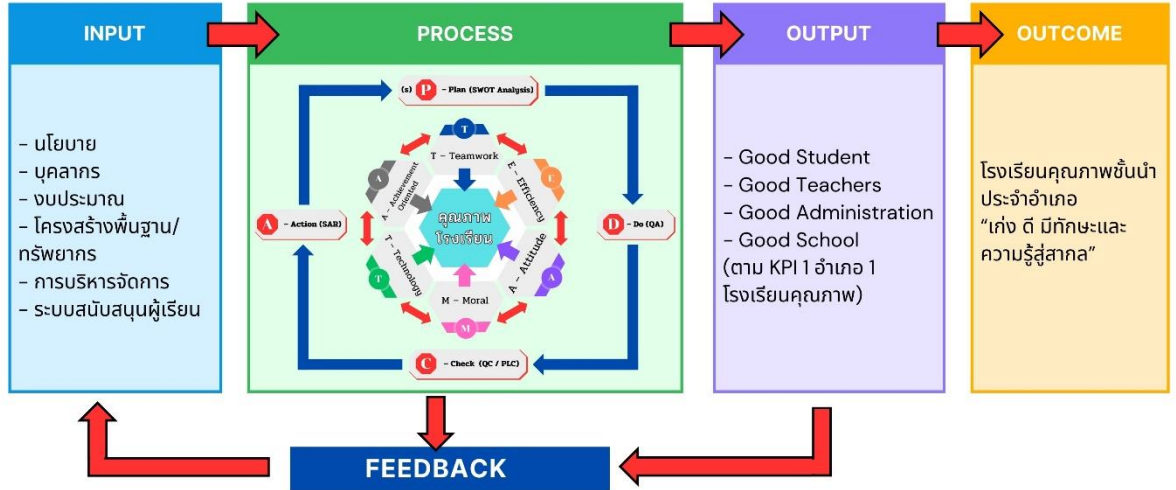 INPUT
– นโยบาย
– บุคลากร
– งบประมาณ
– โครงสร้างพื้นฐาน/
ทรัพยากร
– การบริหารจัดการ
– ระบบสนับสนุนผู้เรียน
PROCESS
(s) P – Plan (SWOT Analysis)
D – Do (QA)
C – Check (QC / PLC)
A – Action (SAR)
T
T – Teamwork
E
E – Efficiency
A
A – Attitude
M
M – Moral
T
T – Technology
A
A – Achievement
Oriented
คุณภาพ
โรงเรียน
OUTPUT
– Good Student
– Good Teachers
– Good Administration
– Good School
(ตาม KPI 1 อำเภอ 1
โรงเรียนคุณภาพ)
OUTCOME
โรงเรียนคุณภาพชั้นนำ
ประจำอำเภอ
“เก่ง ดี มีทักษะและ
ความรู้สู่สากล”
FEEDBACK